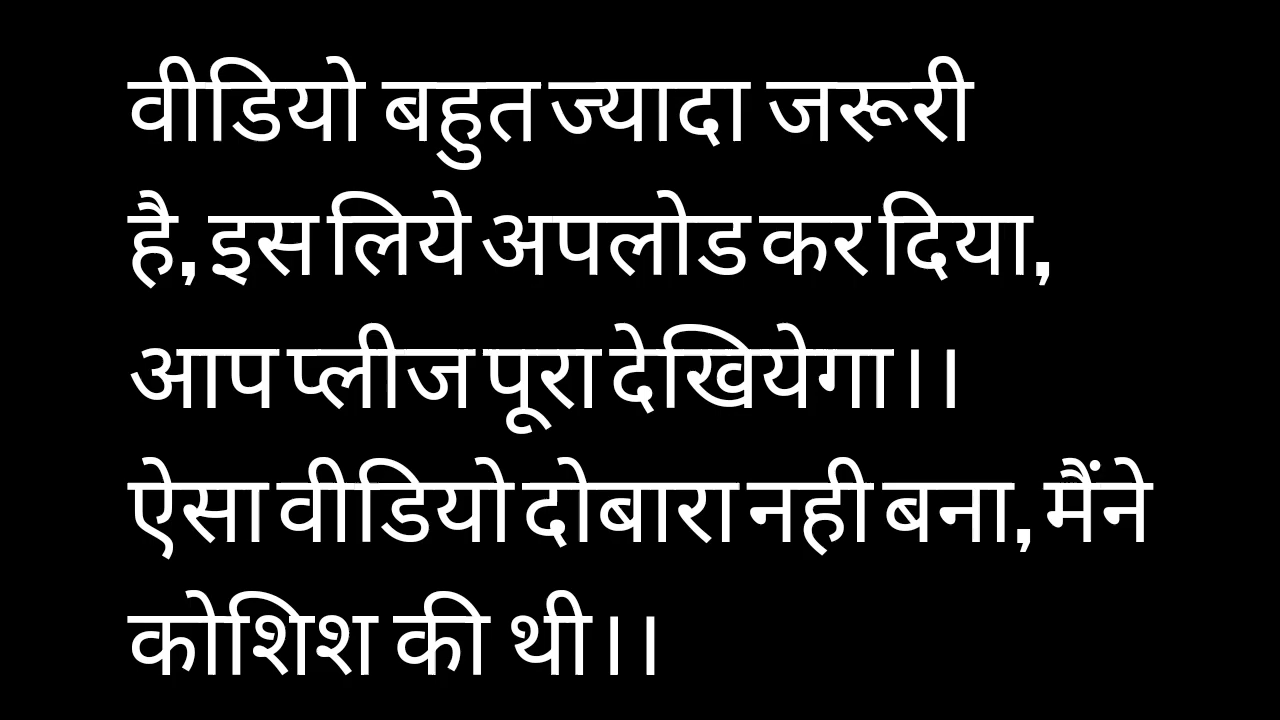 वीडियो बहुत ज्यादा जरूरी
है, इस लिये अपलोड कर दिया,
आप प्लीज पूरा देखियेगा।।
ऐसा वीडियो दोबारा नही बना, मैंने
कोशिश की थी।।